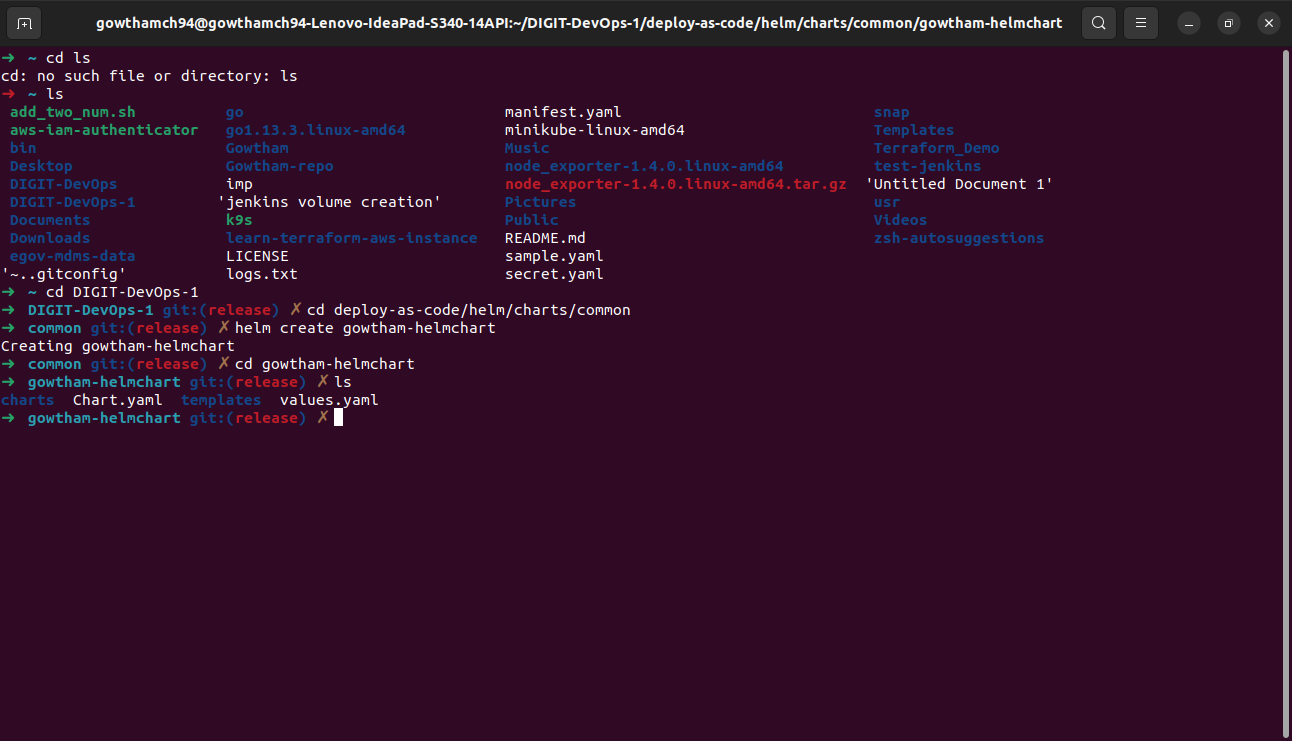 gowthamch94@gowthamch94-Lenovo-IdeaPad-S340-14API:~/DIGIT-DevOps-1/deploy-as-code/helm/charts/common/gowtham-helmchart
➜ ~ cd ls
cd: no such file or directory: ls
➜ ~ ls
add_two_num.sh go manifest.yaml snap
aws-iam-authenticator go1.13.3.linux-amd64 minikube-linux-amd64 Templates
bin Gowtham Music Terraform_Demo
Desktop Gowtham-repo node_exporter-1.4.0.linux-amd64 test-jenkins
DIGIT-DevOps imp node_exporter-1.4.0.linux-amd64.tar.gz 'Untitled Document 1'
DIGIT-DevOps-1 'jenkins volume creation' Pictures usr
Documents k9s Public Videos
Downloads learn-terraform-aws-instance README.md zsh-autosuggestions
egov-mdms-data LICENSE sample.yaml
'~..gitconfig' logs.txt secret.yaml
➜ ~ cd DIGIT-DevOps-1
➜ DIGIT-DevOps-1 git:(release) ✗ cd deploy-as-code/helm/charts/common
➜ common git:(release) ✗ helm create gowtham-helmchart
Creating gowtham-helmchart
➜ common git:(release) ✗ cd gowtham-helmchart
➜ gowtham-helmchart git:(release) ✗ ls
charts Chart.yaml templates values.yaml
➜ gowtham-helmchart git:(release) ✗